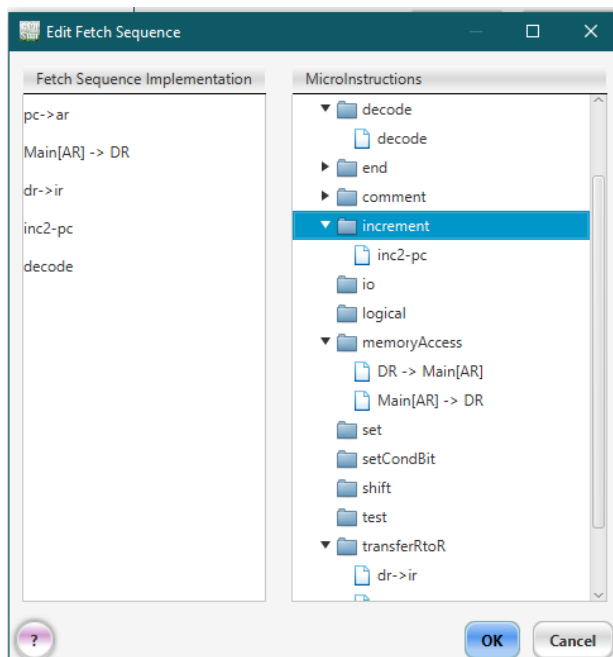 Edit Fetch Sequence
Fetch Sequence Implementation
pc->ar
Main[AR] -> DR
dr->ir
inc2-pc
decode
MicroInstructions
decode
decode
end
comment
increment
inc2-pc
io
logical
memoryAccess
DR -> Main[AR]
Main[AR] -> DR
set
setCondBit
shift
test
transferRtoR
dr->ir
?
OK
Cancel